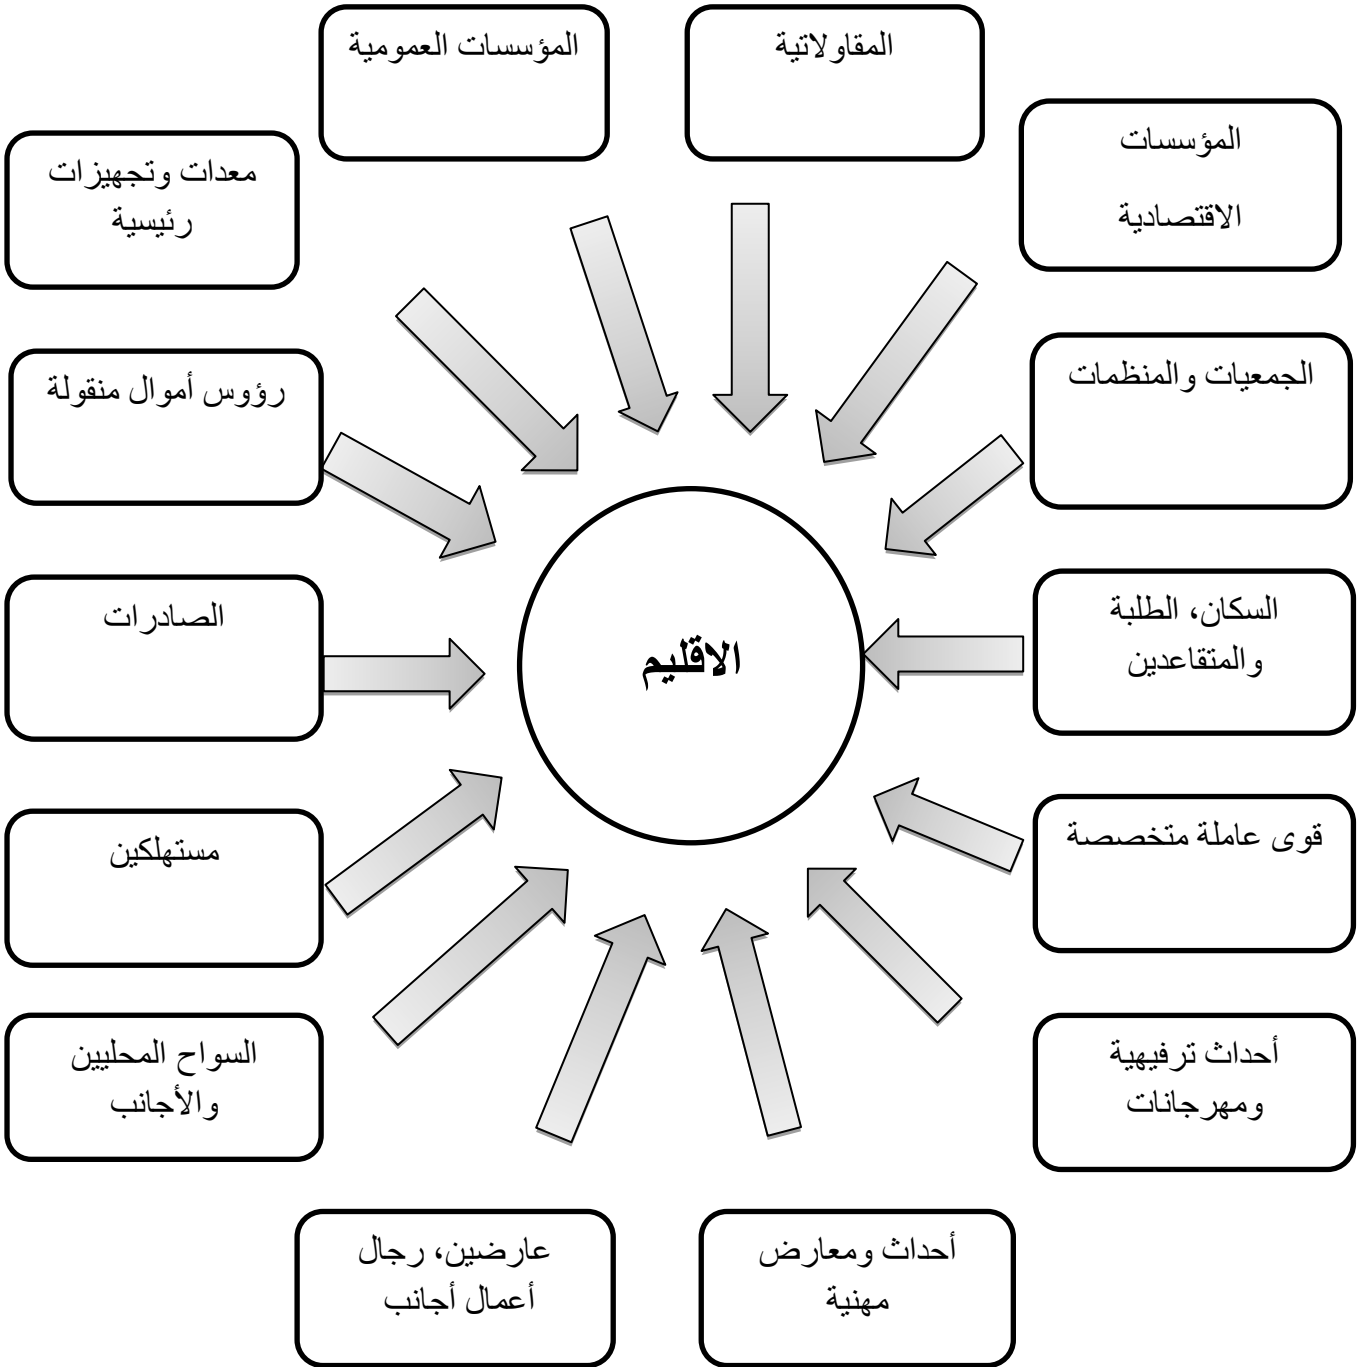 المقاولاتية
المؤسسات العمومية
المؤسسات
الاقتصادية
معدات وتجهيزات
رئيسية
الجمعيات والمنظمات
رؤوس أموال منقولة
السكان، الطلبة
والمتقاعدين
الصادرات
الاقليم
قوى عاملة متخصصة
مستهلكين
أحداث ترفيهية
ومهرجانات
السواح المحليين
والأجانب
أحداث ومعارض
مهنية
عارضين، رجال
أعمال أجانب